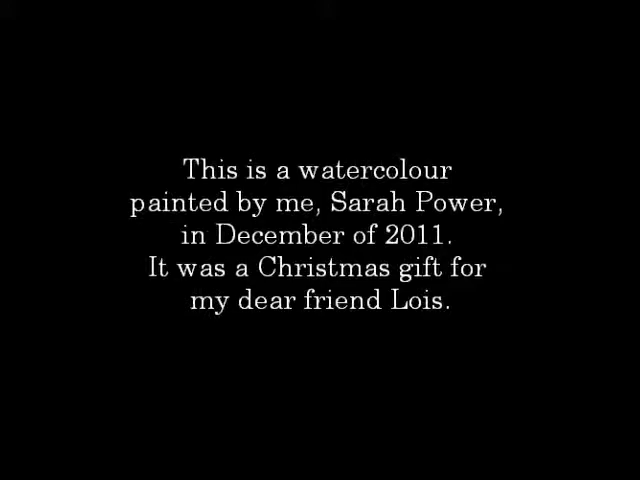 This is a watercolour
painted by me, Sarah Power,
in December of 2011.
It was a Christmas gift for
my dear friend Lois.